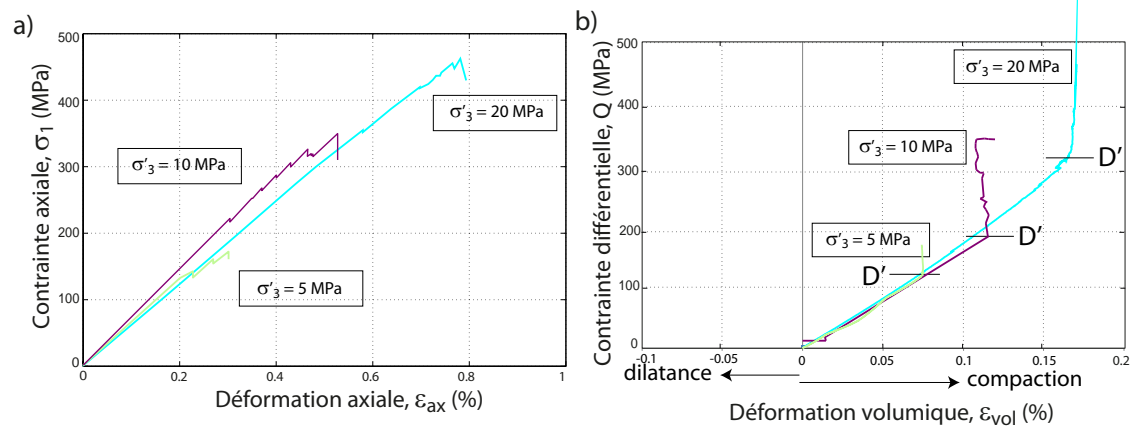 a)
Contrainte axiale, σ1 (MPa)
500
400
300
200
100
0
σ'3 = 10 MPa
σ'3 = 20 MPa
σ'3 = 5 MPa
0
0.2
0.4
0.6
0.8
1
Déformation axiale, εax (%)
b)
Contrainte différentielle, Q (MPa)
500
400
300
200
100
0
σ'3 = 20 MPa
σ'3 = 10 MPa
σ'3 = 5 MPa
D'
D'
D'
-0.1
-0.05
0
0.05
0.1
0.15
0.2
dilatance
compaction
Déformation volumique, εvol (%)